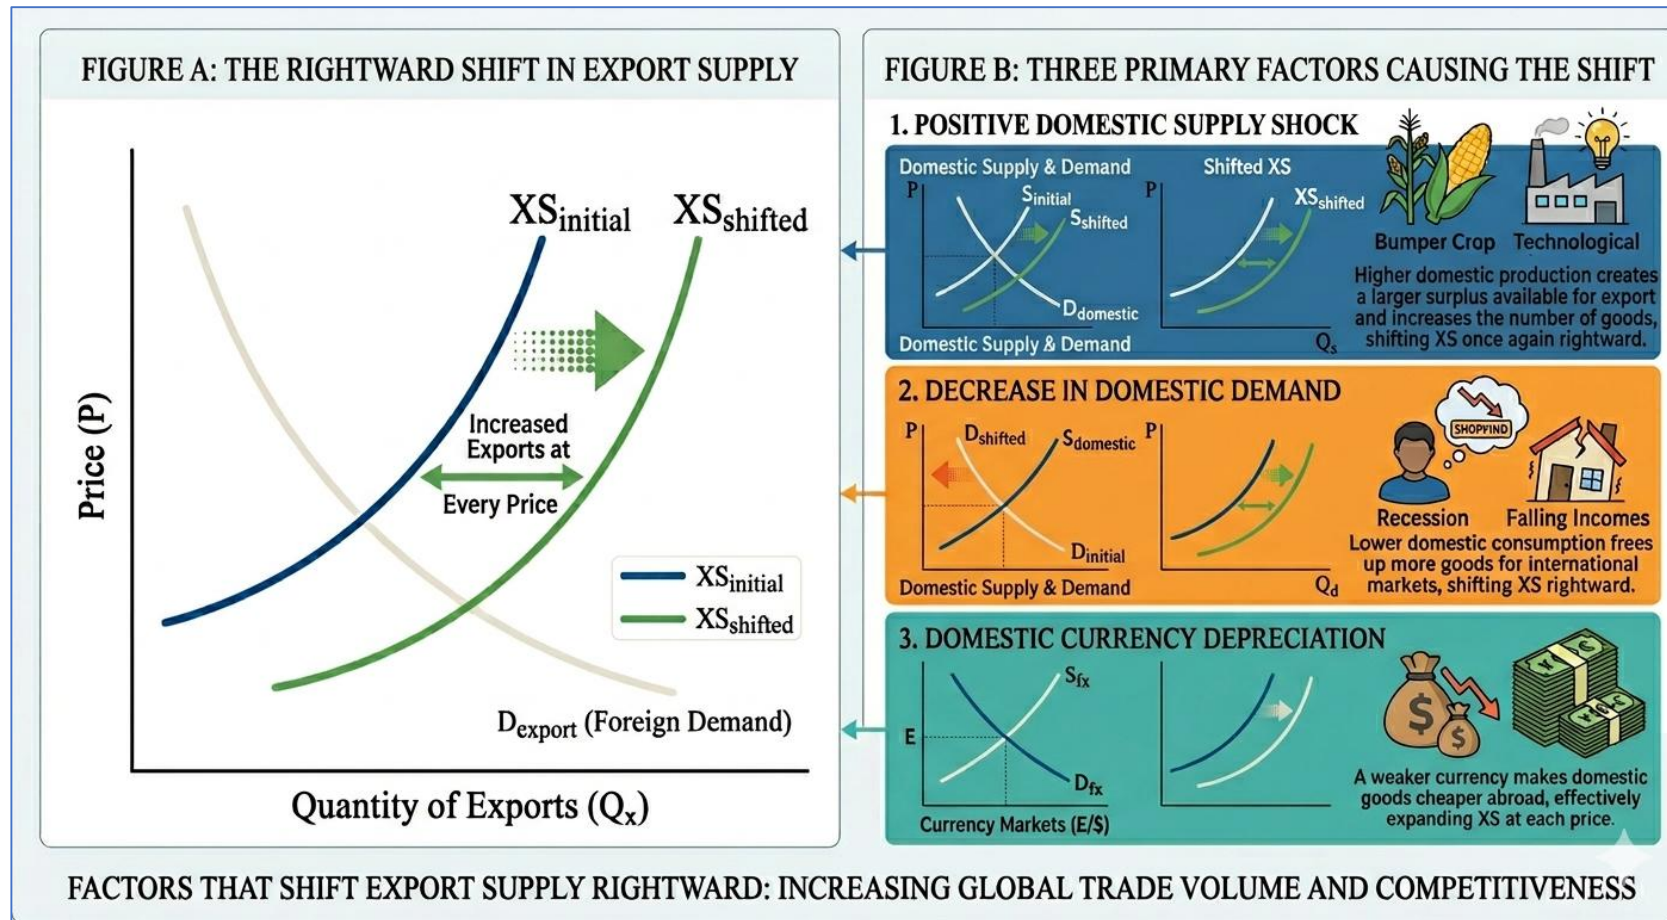 FIGURE A: THE RIGHTWARD SHIFT IN EXPORT SUPPLY
XSinitial
XSshifted
Increased
Exports at
Every Price
XSinitial
XSshifted
Dexport (Foreign Demand)
Price (P)
Quantity of Exports (Qx)
FIGURE B: THREE PRIMARY FACTORS CAUSING THE SHIFT
1. POSITIVE DOMESTIC SUPPLY SHOCK
Domestic Supply & Demand
P
Sinitial
Sshifted
Ddomestic
Domestic Supply & Demand
Shifted XS
P
XSshifted
Qs
Bumper Crop
Technological
Higher domestic production creates
a larger surplus available for export
and increases the number of goods,
shifting XS once again rightward.
2. DECREASE IN DOMESTIC DEMAND
P
Dshifted
Sdomestic
Dinitial
Domestic Supply & Demand
P
Qd
SHOPFIND
Recession
Falling Incomes
Lower domestic consumption frees
up more goods for international
markets, shifting XS rightward.
3. DOMESTIC CURRENCY DEPRECIATION
E
Sfx
Dfx
Currency Markets (E/$)
$
$
A weaker currency makes domestic
goods cheaper abroad, effectively
expanding XS at each price.
FACTORS THAT SHIFT EXPORT SUPPLY RIGHTWARD: INCREASING GLOBAL TRADE VOLUME AND COMPETITIVENESS